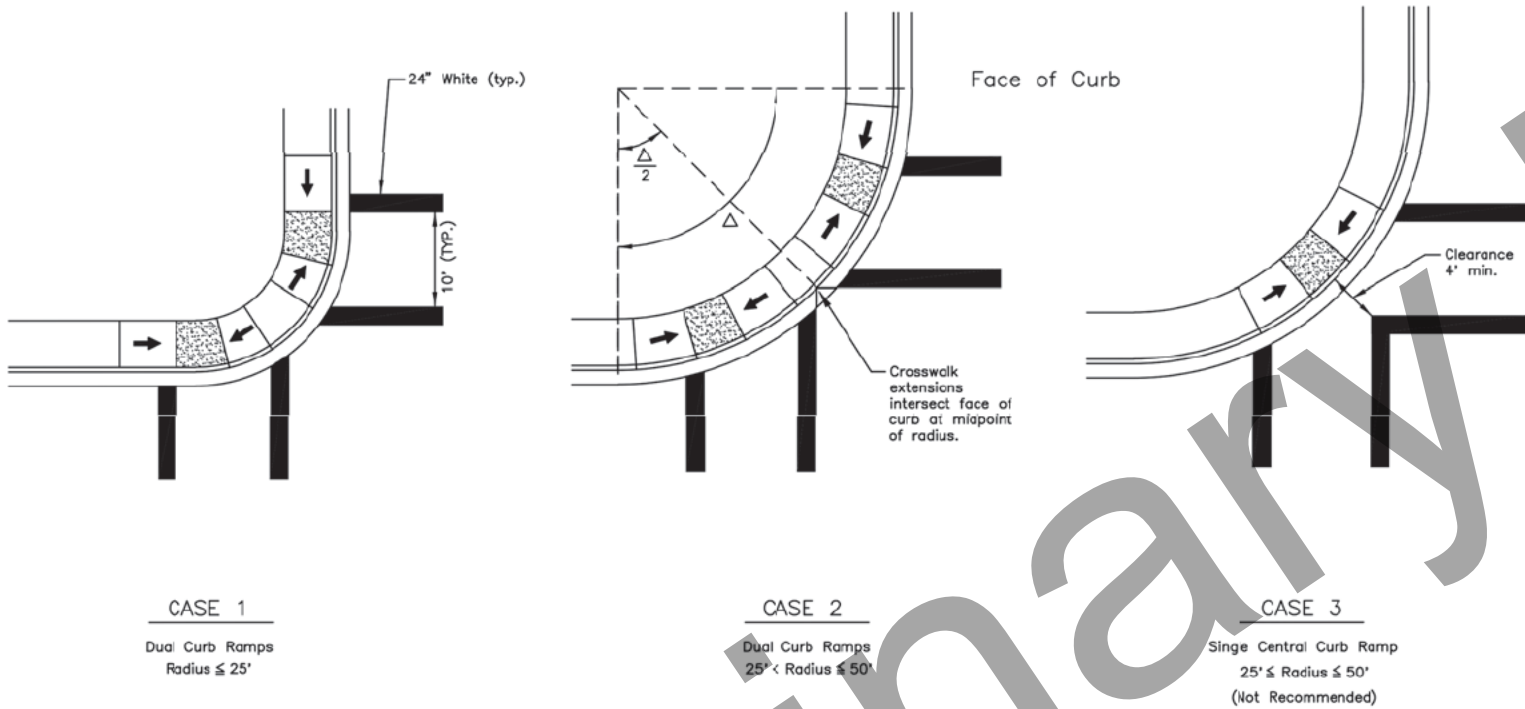 24" White (typ.)
10' (TYP.)
CASE 1
Dual Curb Ramps
Radius ≦ 25'
Face of Curb
Δ
2
Δ
Crosswalk
extensions
intersect face of
curb at midpoint
of radius.
CASE 2
Dual Curb Ramps
25' < Radius ≦ 50'
Clearance
4' min.
CASE 3
Singe Central Curb Ramp
25' ≦ Radius ≦ 50'
(Not Recommended)
inary